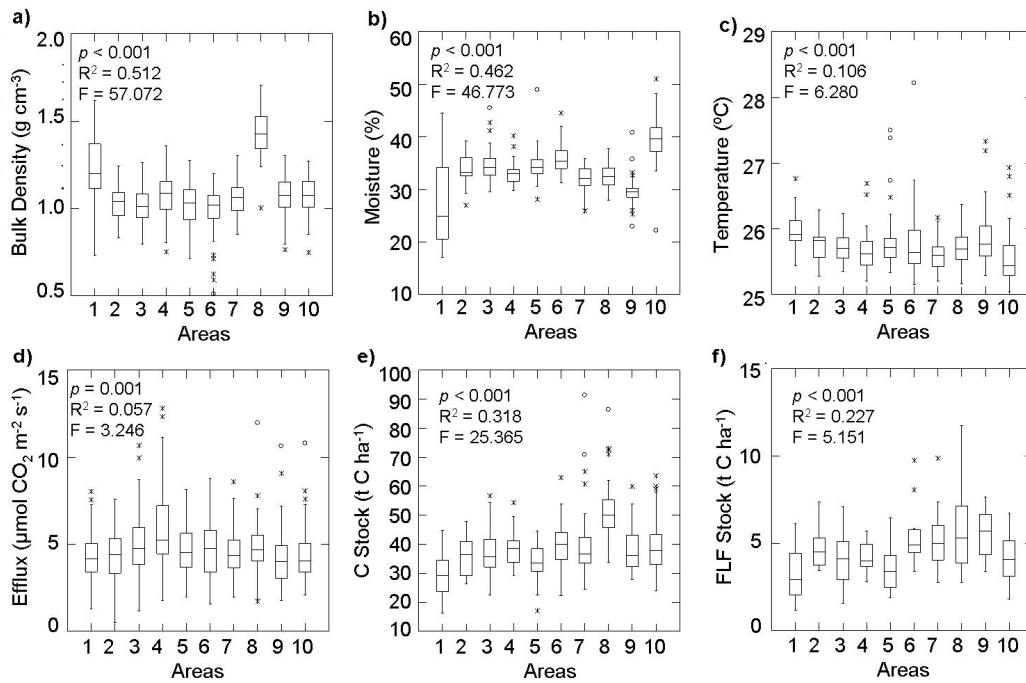 a)
p < 0.001
R² = 0.512
F = 57.072
Bulk Density (g cm⁻³)
2.0
1.5
1.0
0.5
1 2 3 4 5 6 7 8 9 10
Areas
b)
p < 0.001
R² = 0.462
F = 46.773
Moisture (%)
60
50
40
30
20
10
1 2 3 4 5 6 7 8 9 10
Areas
c)
p < 0.001
R² = 0.106
F = 6.280
Temperature (ºC)
29
28
27
26
25
1 2 3 4 5 6 7 8 9 10
Areas
d)
p = 0.001
R² = 0.057
F = 3.246
Efflux (µmol CO₂ m⁻² s⁻¹)
15
10
5
0
1 2 3 4 5 6 7 8 9 10
Areas
e)
p < 0.001
R² = 0.318
F = 25.365
C Stock (t C ha⁻¹)
100
90
80
70
60
50
40
30
20
10
1 2 3 4 5 6 7 8 9 10
Areas
f)
p < 0.001
R² = 0.227
F = 5.151
FLF Stock (t C ha⁻¹)
15
10
5
0
1 2 3 4 5 6 7 8 9 10
Areas